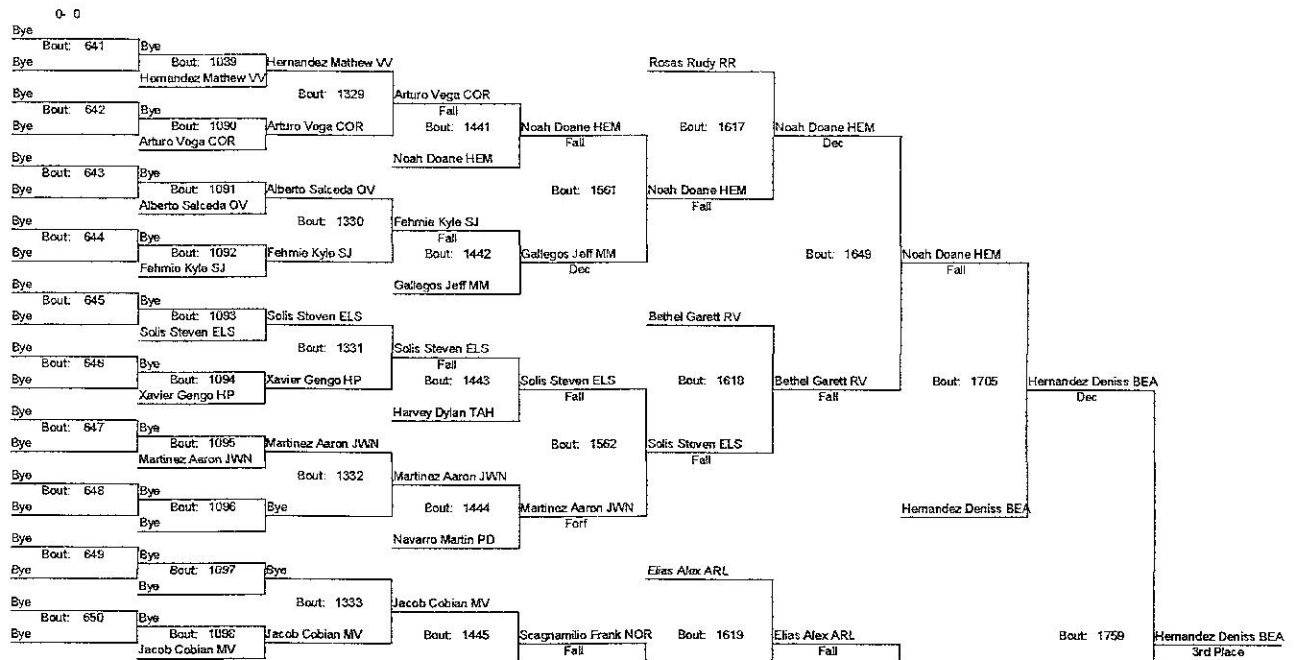 0- 0
Bye
Bout: 641 Bye
Bye Bout: 1039 Hernandez Mathew VV Rosas Rudy RR
Hernandez Mathew VV
Bout: 1329 Arturo Vega COR
Bye Fall
Bout: 642 Bye Bout: 1617 Noah Doane HEM
Bye Bout: 1090 Arturo Voga COR Bout: 1441 Noah Doane HEM Dec
Arturo Voga COR Fall
Noah Doane HEM
Bye
Bout: 643 Bye
Bye Bout: 1091 Alberto Salceda OV Bout: 1561 Noah Doane HEM
Alberto Salceda OV Fall
Bye Bout: 1330 Fehmie Kyle SJ
Bout: 644 Bye Fall
Bye Bout: 1092 Fehmie Kyle SJ Bout: 1442 Gallegos Jeff MM Bout: 1649 Noah Doane HEM
Fehmie Kyle SJ Dec Fall
Gallegos Jeff MM
Bye
Bout: 645 Bye
Bye Bout: 1093 Solis Stoven ELS Bethel Garett RV
Solis Steven ELS
Bout: 1331 Solis Steven ELS
Bye Fall
Bout: 646 Bye
Bye Bout: 1094 Xavier Gengo HP Bout: 1443 Solis Steven ELS Bout: 1618 Bethel Garett RV Bout: 1705 Hernandez Deniss BEA
Xavier Gengo HP Fall Fall Dec
Harvey Dylan TAH
Bye
Bout: 647 Bye
Bye Bout: 1095 Martinez Aaron JWN Bout: 1562 Solis Steven ELS
Martinez Aaron JWN Fall
Bout: 1332 Martinez Aaron JWN
Bye
Bout: 648 Bye
Bye Bout: 1096 Bye Bout: 1444 Martinez Aaron JWN Hernandez Deniss BEA
Bye Forf
Navarro Martin PD
Bye
Bout: 649 Bye
Bye Bout: 1097 Bye Elias Alex ARL
Bye
Bout: 1333 Jacob Cobian MV
Bye
Bout: 650 Bye
Bye Bout: 1098 Jacob Cobian MV Bout: 1445 Scagnamilio Frank NOR Bout: 1619 Elias Alex ARL Bout: 1759 Hernandez Deniss BEA
Jacob Cobian MV Fall Fall 3rd Place